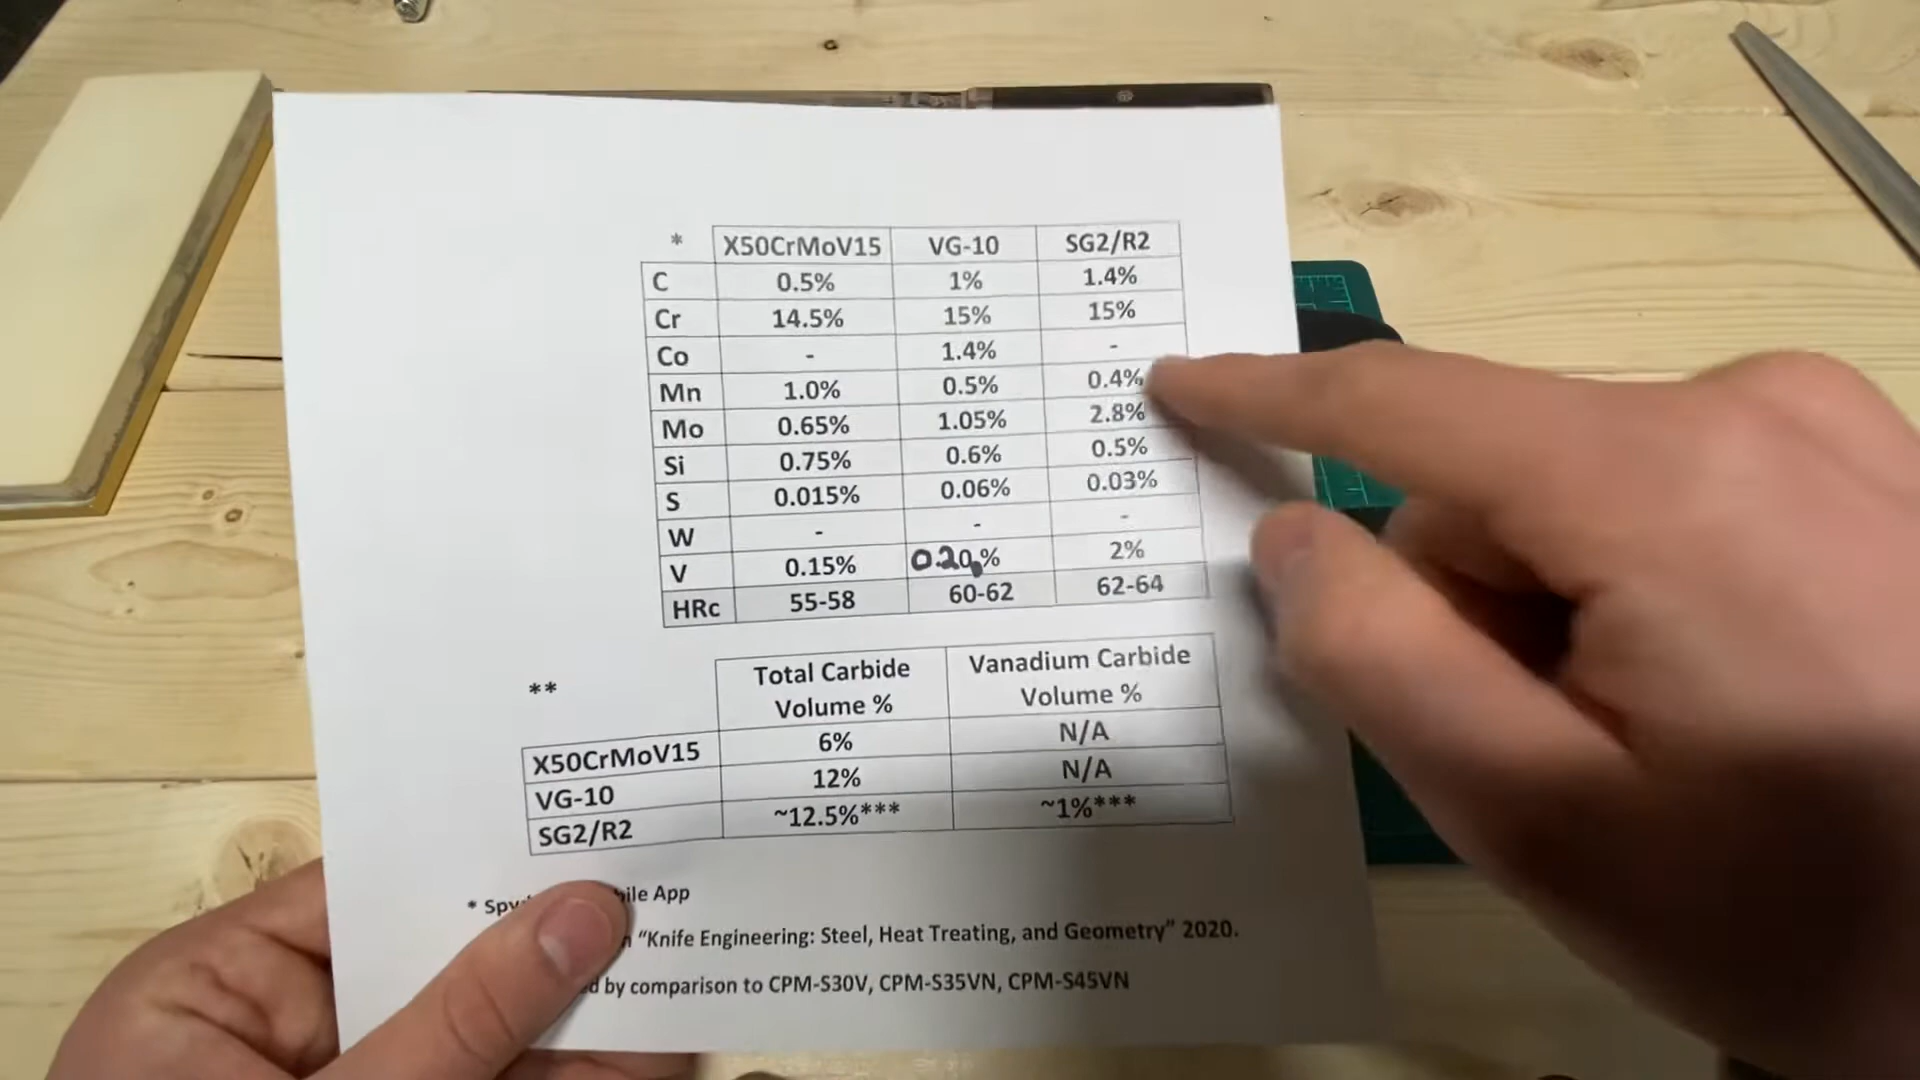 * X50CrMoV15 VG-10 SG2/R2
C 0.5% 1% 1.4%
Cr 14.5% 15% 15%
Co - 1.4% -
Mn 1.0% 0.5% 0.4%
Mo 0.65% 1.05% 2.8%
Si 0.75% 0.6% 0.5%
S 0.015% 0.06% 0.03%
W - - -
V 0.15% 0.20% 2%
HRc 55-58 60-62 62-64
** Total Carbide Volume % Vanadium Carbide Volume %
X50CrMoV15 6% N/A
VG-10 12% N/A
SG2/R2 ~12.5%*** ~1%***
* App
"Knife Engineering: Steel, Heat Treating, and Geometry" 2020.
by comparison to CPM-S30V, CPM-S35VN, CPM-S45VN